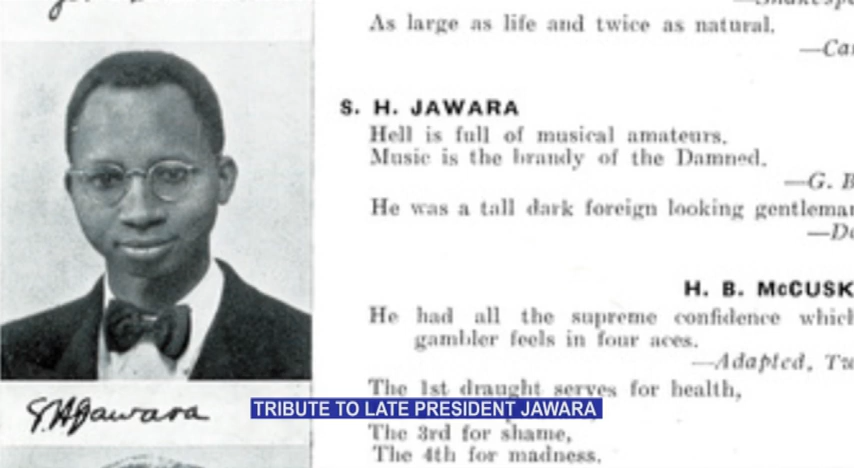 As large as life and twice as natural.
S. H. JAWARA
Hell is full of musical amateurs.
Music is the brandy of the Damned.
—G. B
He was a tall dark foreign looking
H. B.
He had all the supreme confidence
gambler feels in four aces.
—Adapted,
The 1st draught serves for health,
S.H.Jawara
TRIBUTE TO LATE PRESIDENT JAWARA
The 3rd for shame,
The 4th for madness.